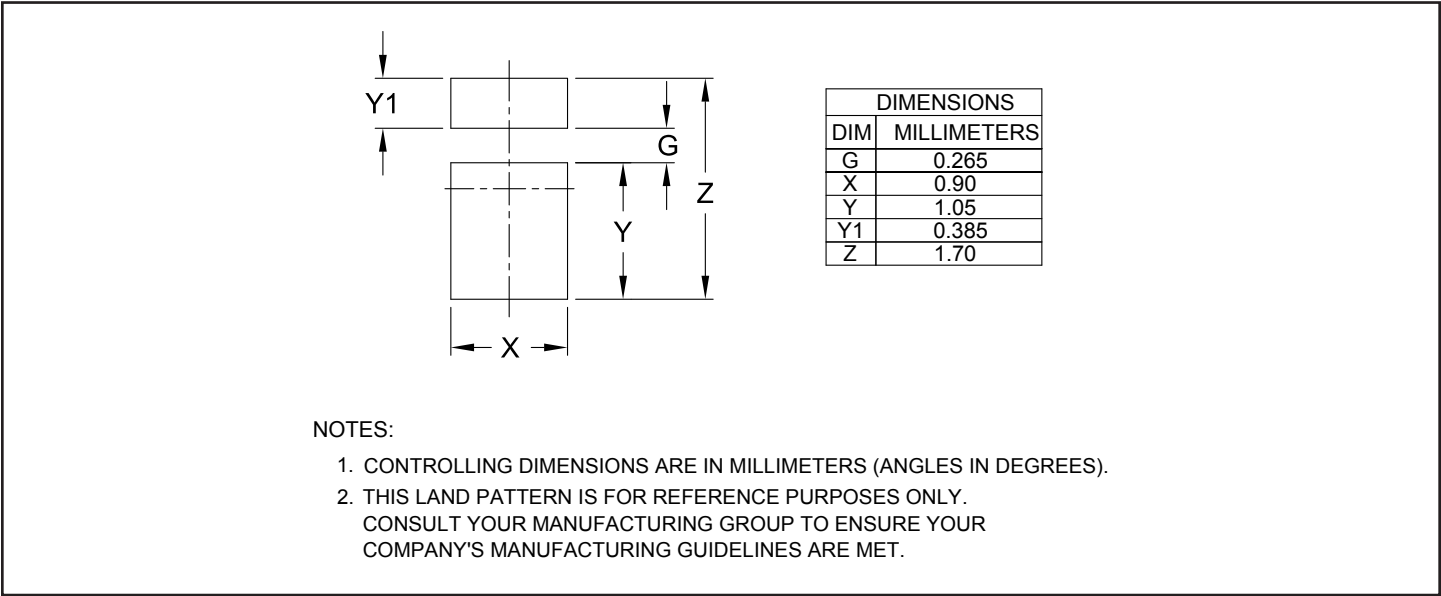 Y1
G
Z
Y
X
DIMENSIONS
DIM MILLIMETERS
G 0.265
X 0.90
Y 1.05
Y1 0.385
Z 1.70
NOTES:
1. CONTROLLING DIMENSIONS ARE IN MILLIMETERS (ANGLES IN DEGREES).
2. THIS LAND PATTERN IS FOR REFERENCE PURPOSES ONLY.
CONSULT YOUR MANUFACTURING GROUP TO ENSURE YOUR
COMPANY'S MANUFACTURING GUIDELINES ARE MET.